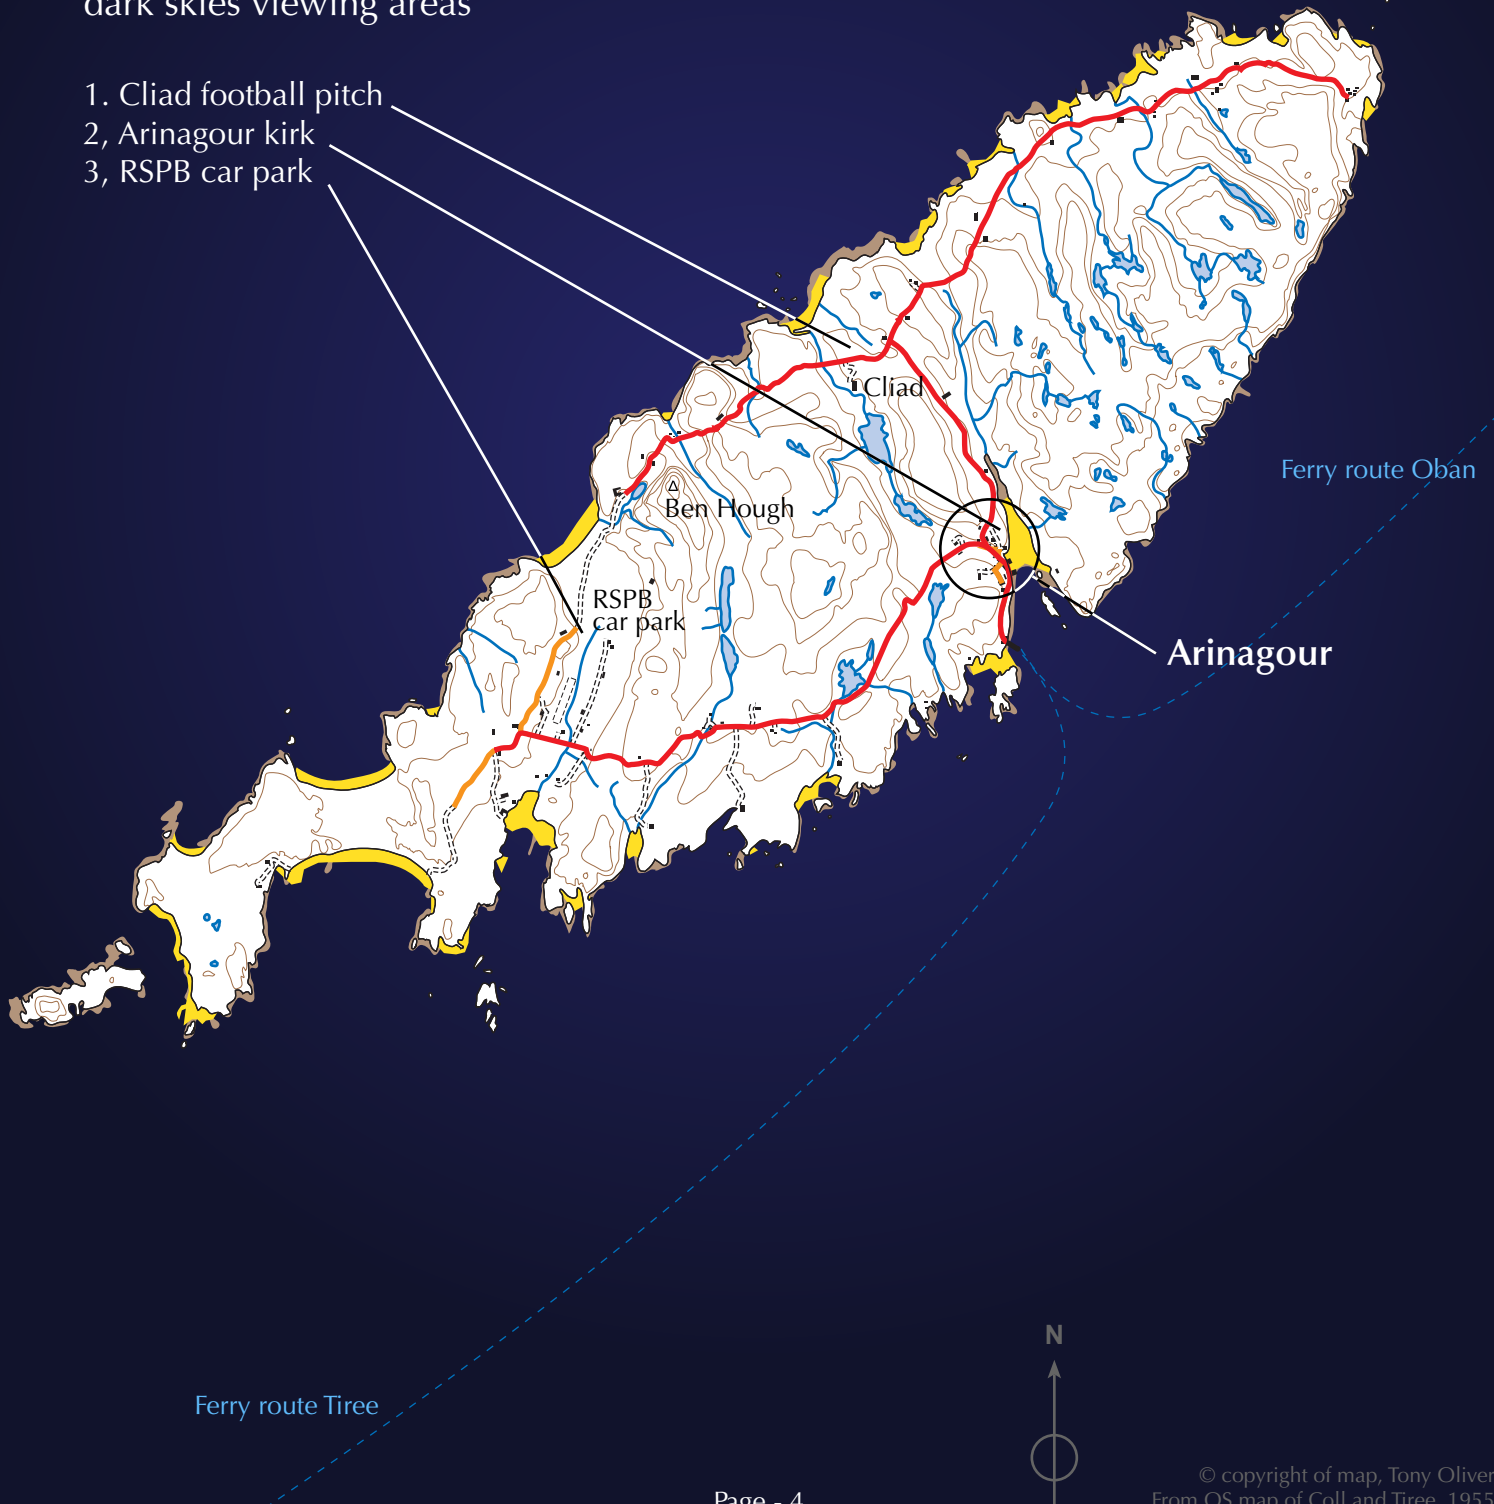 dark skies viewing areas
1. Cliad football pitch
2, Arinagour kirk
3, RSPB car park
Cliad
Ferry route Oban
Ben Hough
RSPB
car park
Arinagour
N
Ferry route Tiree
© copyright of map, Tony Oliver
From OS map of Coll and Tiree, 1955
Page - 4